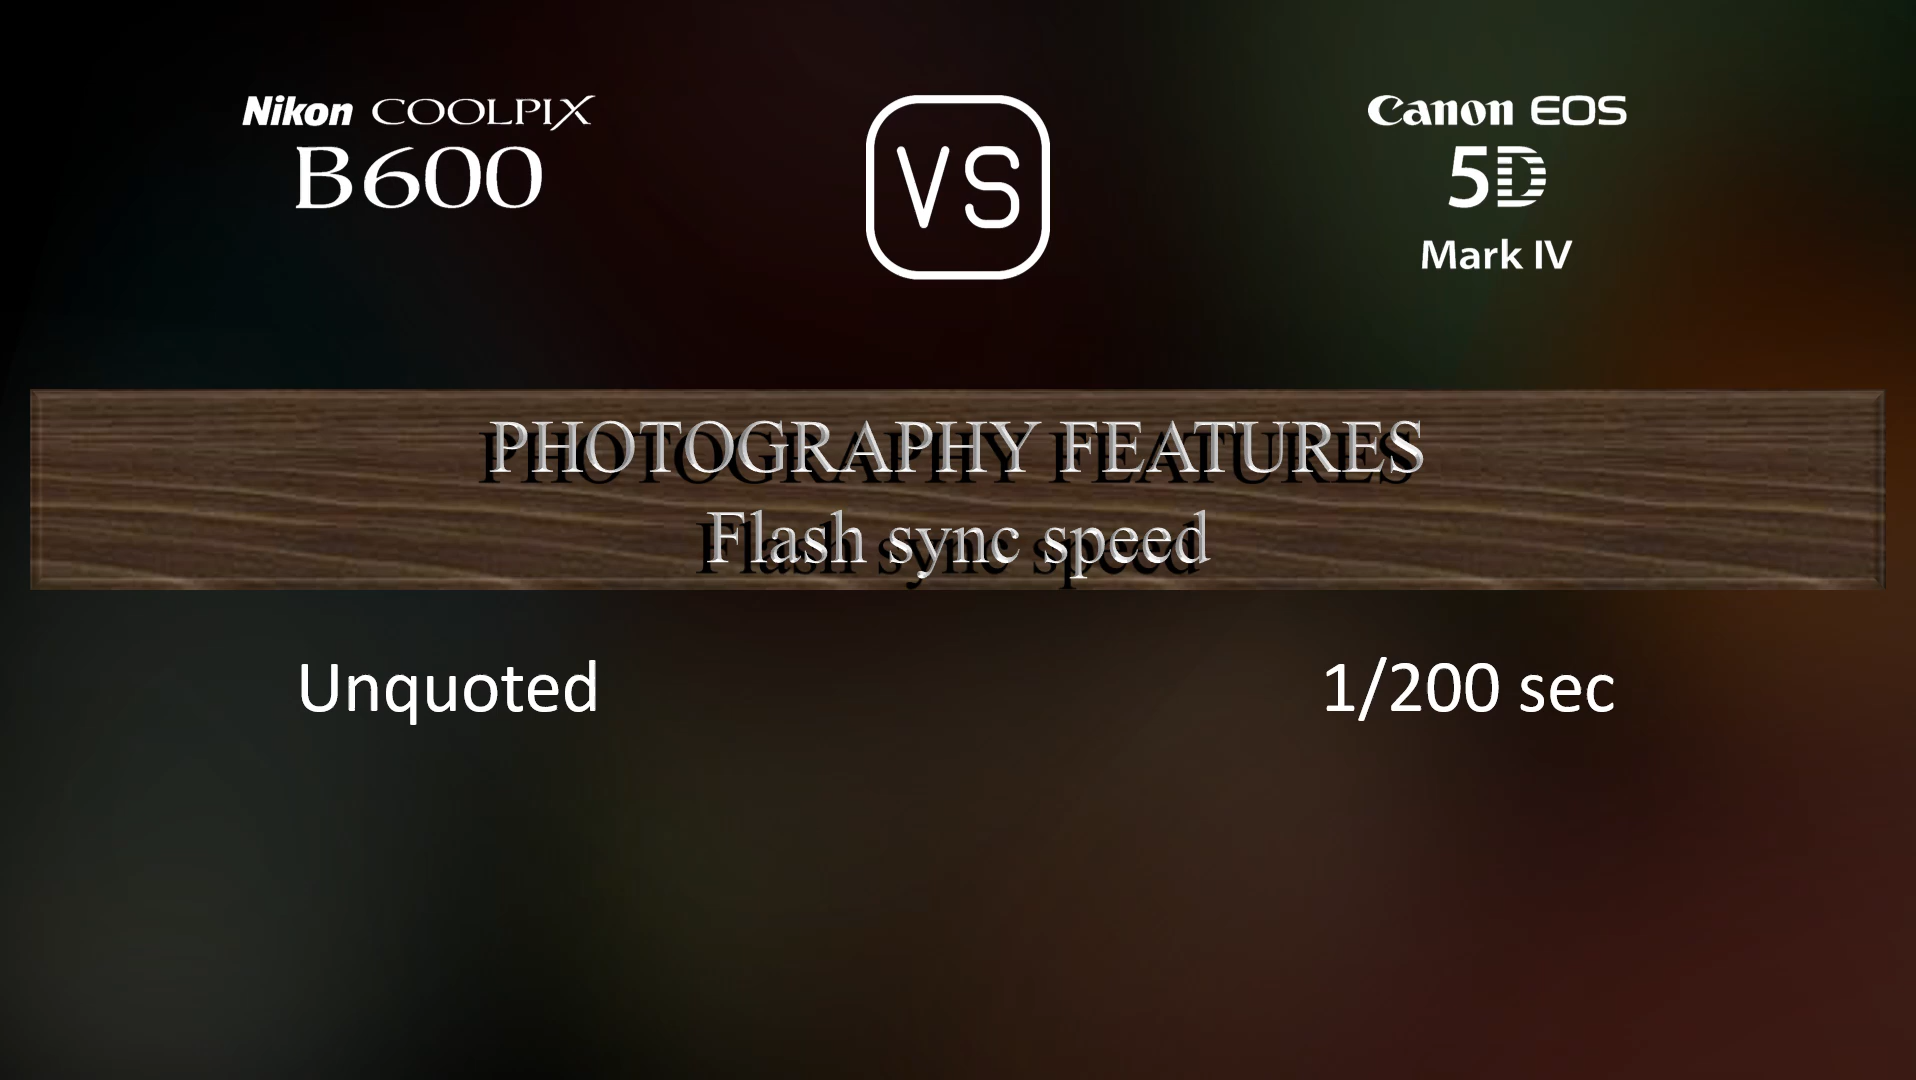 Nikon COOLPIX
B600
VS
Canon EOS
5D
Mark IV
PHOTOGRAPHY FEATURES
Flash sync speed
Unquoted
1/200 sec